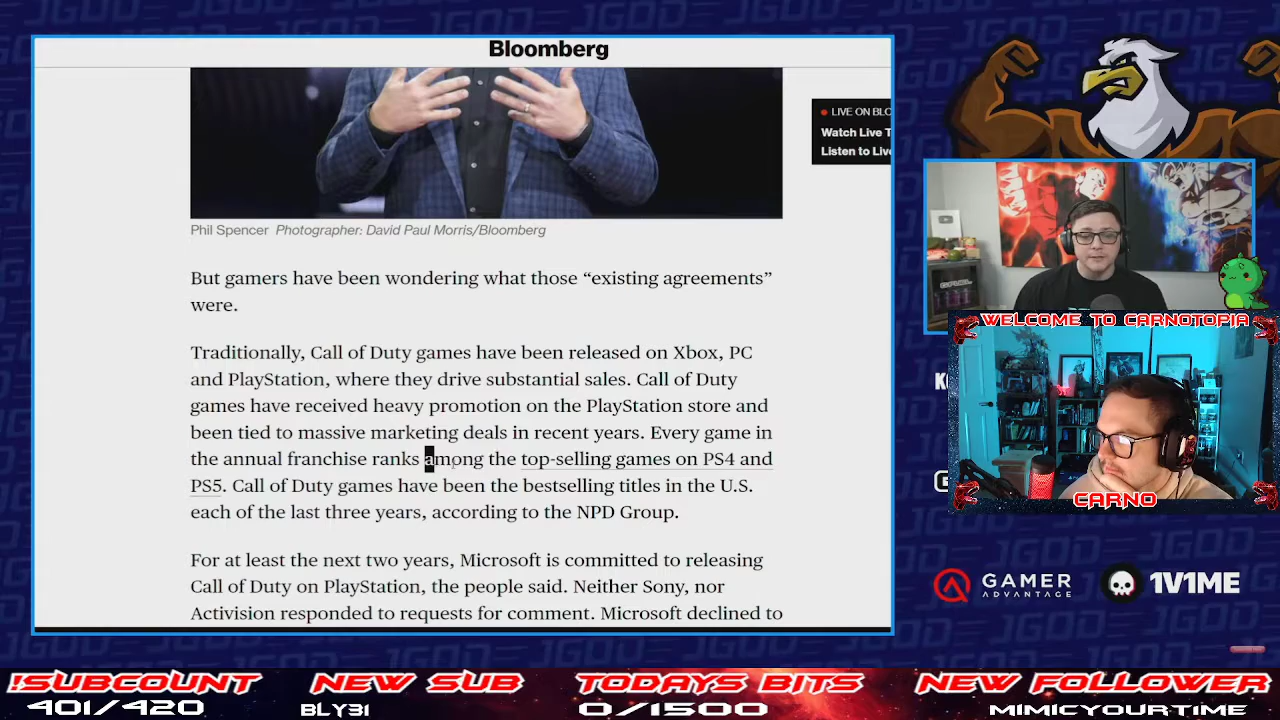 Bloomberg
LIVE ON BLO
Watch Live T
Listen to Live
Phil Spencer Photographer: David Paul Morris/Bloomberg
But gamers have been wondering what those “existing agreements”
were.
Traditionally, Call of Duty games have been released on Xbox, PC
and PlayStation, where they drive substantial sales. Call of Duty
games have received heavy promotion on the PlayStation store and
been tied to massive marketing deals in recent years. Every game in
the annual franchise ranks among the top-selling games on PS4 and
PS5. Call of Duty games have been the bestselling titles in the U.S.
each of the last three years, according to the NPD Group.
For at least the next two years, Microsoft is committed to releasing
Call of Duty on PlayStation, the people said. Neither Sony, nor
Activision responded to requests for comment. Microsoft declined to
WELCOME TO CARNOTOPIA
CARNO
GAMER
ADVANTAGE
1V1ME
!SUBCOUNT
401/420
NEW SUB
BLY31
TODAYS BITS
0/1500
NEW FOLLOWER
MIMICYOURTIME
JGOD